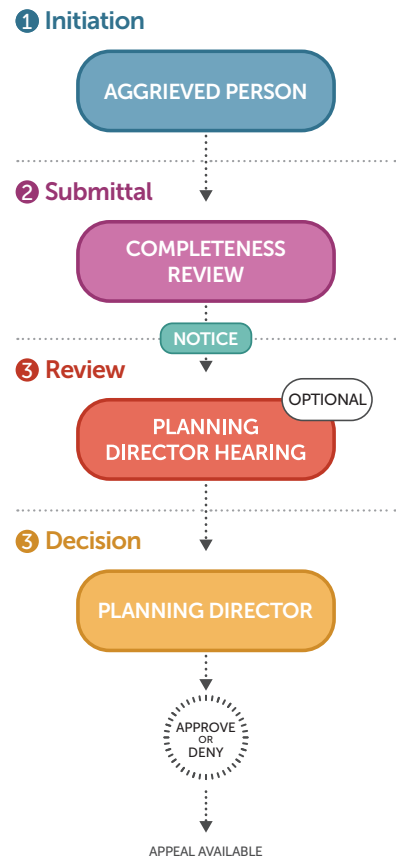 1 Initiation
AGGRIEVED PERSON
2 Submittal
COMPLETENESS
REVIEW
NOTICE
3 Review
OPTIONAL
PLANNING
DIRECTOR HEARING
3 Decision
PLANNING DIRECTOR
APPROVE
OR
DENY
APPEAL AVAILABLE